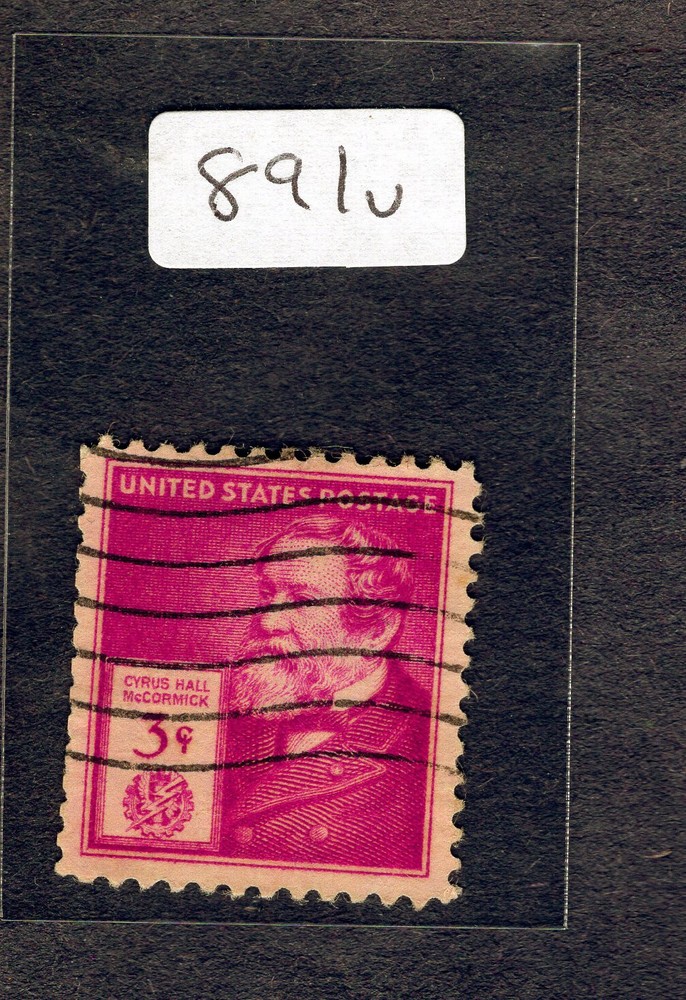 891u
UNITED STATES POSTAGE
CYRUS HALL
McCORMICK
3¢